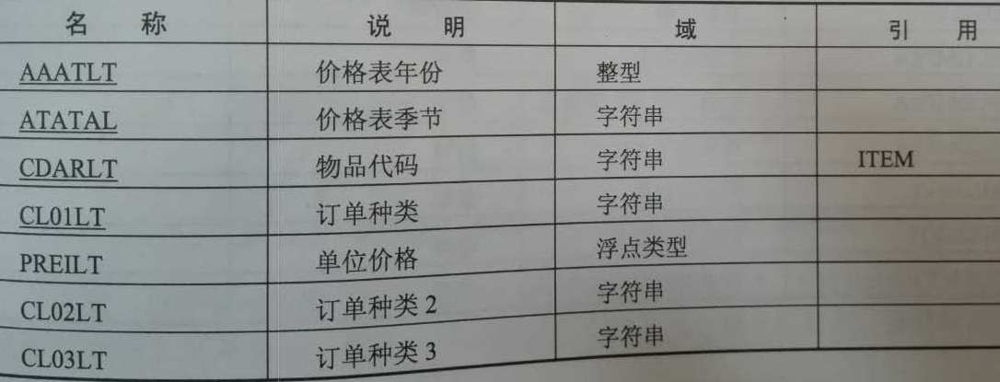 名 称 说 明 域 引 用
AAATLT 价格表年份 整型
ATATAL 价格表季节 字符串
CDARLT 物品代码 字符串 ITEM
CL01LT 订单种类 字符串
PREILT 单位价格 浮点类型
CL02LT 订单种类 2 字符串
CL03LT 订单种类 3 字符串